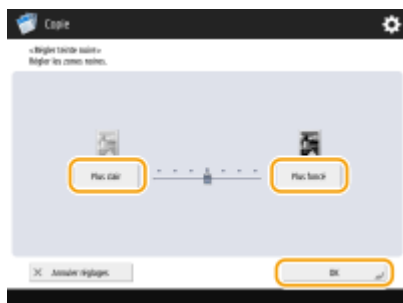 Copie
<Régler teinte noire>
Régler les zones noires.
Plus clair
Plus foncé
Annuler réglages
OK